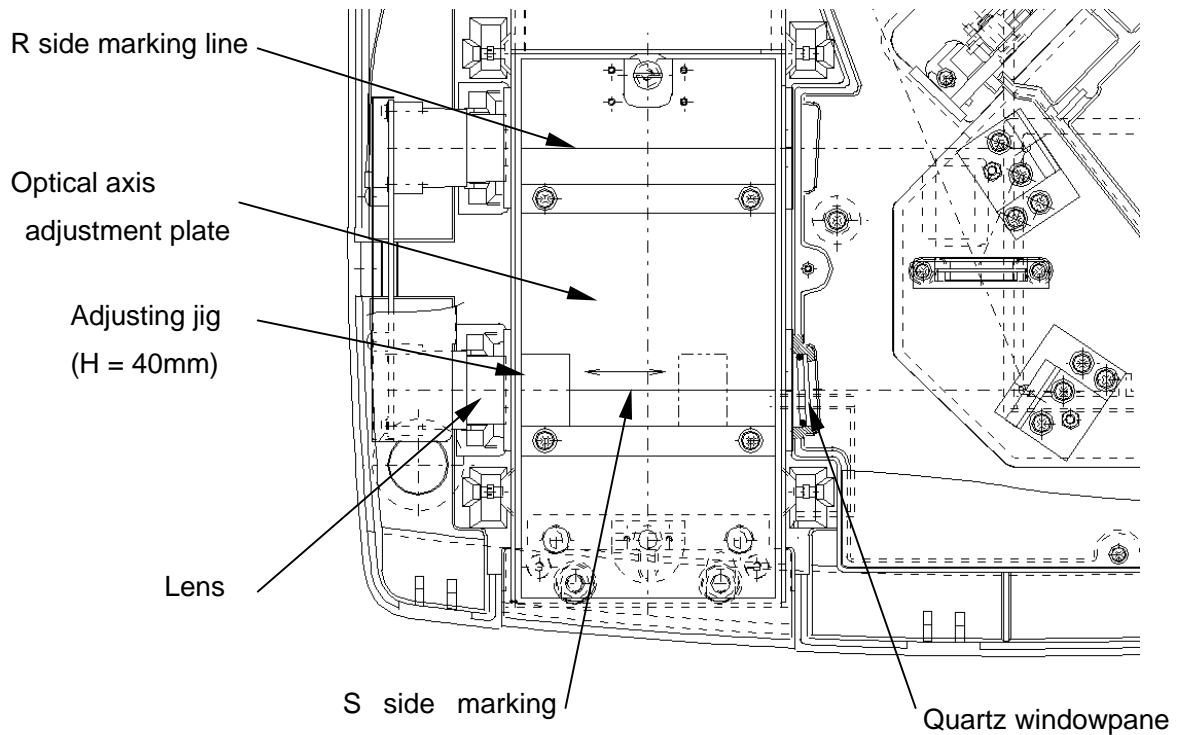 R side marking line
Optical axis
adjustment plate
Adjusting jig
(H = 40mm)
Lens
S side marking
Quartz windowpane